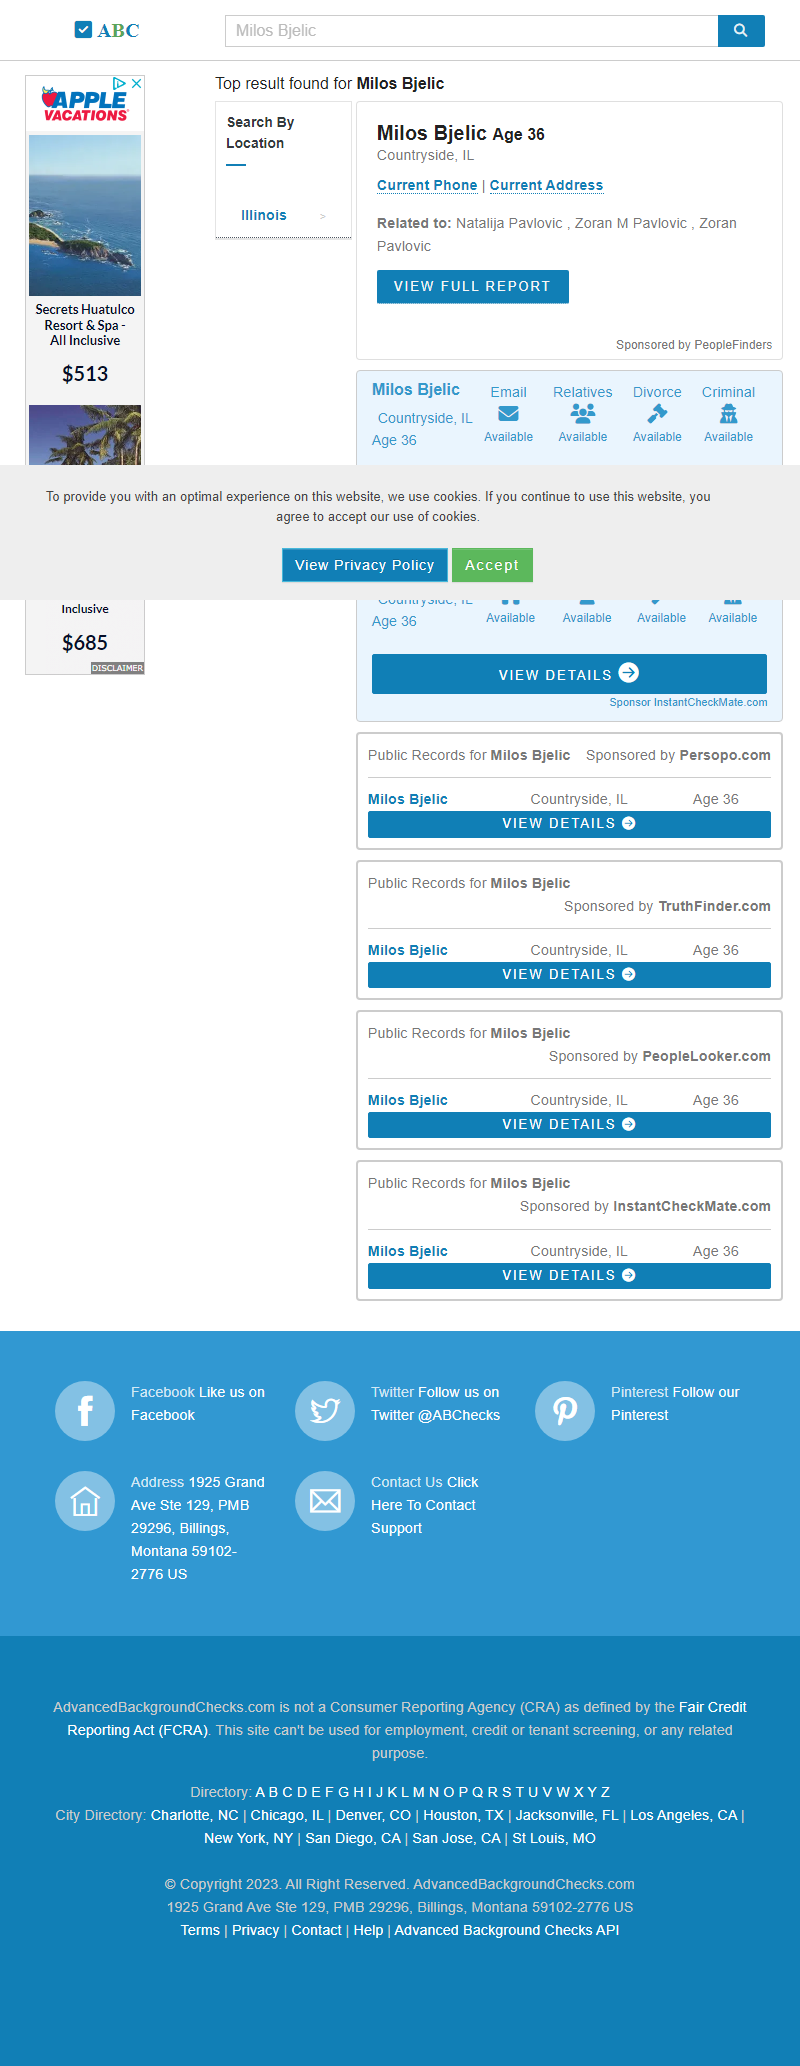 ABC
Milos Bjelic
Top result found for Milos Bjelic
APPLE
VACATIONS
Secrets Huatulco
Resort & Spa -
All Inclusive
$513
Search By
Location
Illinois >
Milos Bjelic Age 36
Countryside, IL
Current Phone | Current Address
Related to: Natalija Pavlovic , Zoran M Pavlovic , Zoran
Pavlovic
VIEW FULL REPORT
Sponsored by PeopleFinders
Milos Bjelic Email Relatives Divorce Criminal
Countryside, IL
Age 36 Available Available Available Available
To provide you with an optimal experience on this website, we use cookies. If you continue to use this website, you
agree to accept our use of cookies.
View Privacy Policy Accept
Inclusive
$685
DISCLAIMER
Countryside, IL
Age 36 Available Available Available Available
VIEW DETAILS
Sponsor InstantCheckMate.com
Public Records for Milos Bjelic Sponsored by Persopo.com
Milos Bjelic Countryside, IL Age 36
VIEW DETAILS
Public Records for Milos Bjelic
Sponsored by TruthFinder.com
Milos Bjelic Countryside, IL Age 36
VIEW DETAILS
Public Records for Milos Bjelic
Sponsored by PeopleLooker.com
Milos Bjelic Countryside, IL Age 36
VIEW DETAILS
Public Records for Milos Bjelic
Sponsored by InstantCheckMate.com
Milos Bjelic Countryside, IL Age 36
VIEW DETAILS
Facebook Like us on
Facebook
Twitter Follow us on
Twitter @ABChecks
Pinterest Follow our
Pinterest
Address 1925 Grand
Ave Ste 129, PMB
29296, Billings,
Montana 59102-
2776 US
Contact Us Click
Here To Contact
Support
AdvancedBackgroundChecks.com is not a Consumer Reporting Agency (CRA) as defined by the Fair Credit
Reporting Act (FCRA). This site can't be used for employment, credit or tenant screening, or any related
purpose.
Directory: A B C D E F G H I J K L M N O P Q R S T U V W X Y Z
City Directory: Charlotte, NC | Chicago, IL | Denver, CO | Houston, TX | Jacksonville, FL | Los Angeles, CA |
New York, NY | San Diego, CA | San Jose, CA | St Louis, MO
© Copyright 2023. All Right Reserved. AdvancedBackgroundChecks.com
1925 Grand Ave Ste 129, PMB 29296, Billings, Montana 59102-2776 US
Terms | Privacy | Contact | Help | Advanced Background Checks API